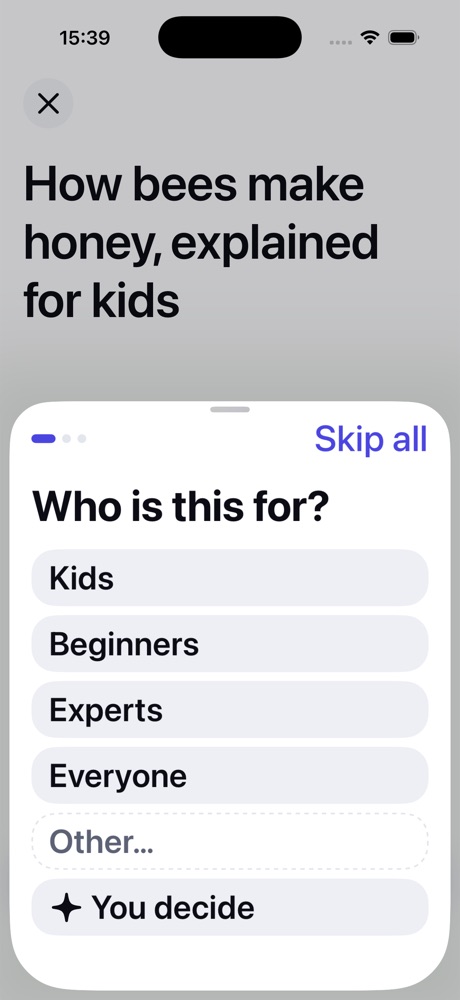 15:39
How bees make
honey, explained
for kids
Skip all
Who is this for?
Kids
Beginners
Experts
Everyone
Other...
You decide